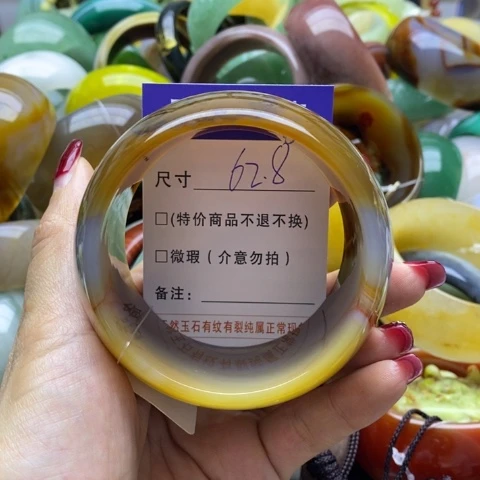 尺寸 62.8
□(特价商品不退不换)
□微瑕(介意勿拍)
备注:
然玉石有纹有裂纯属正常现